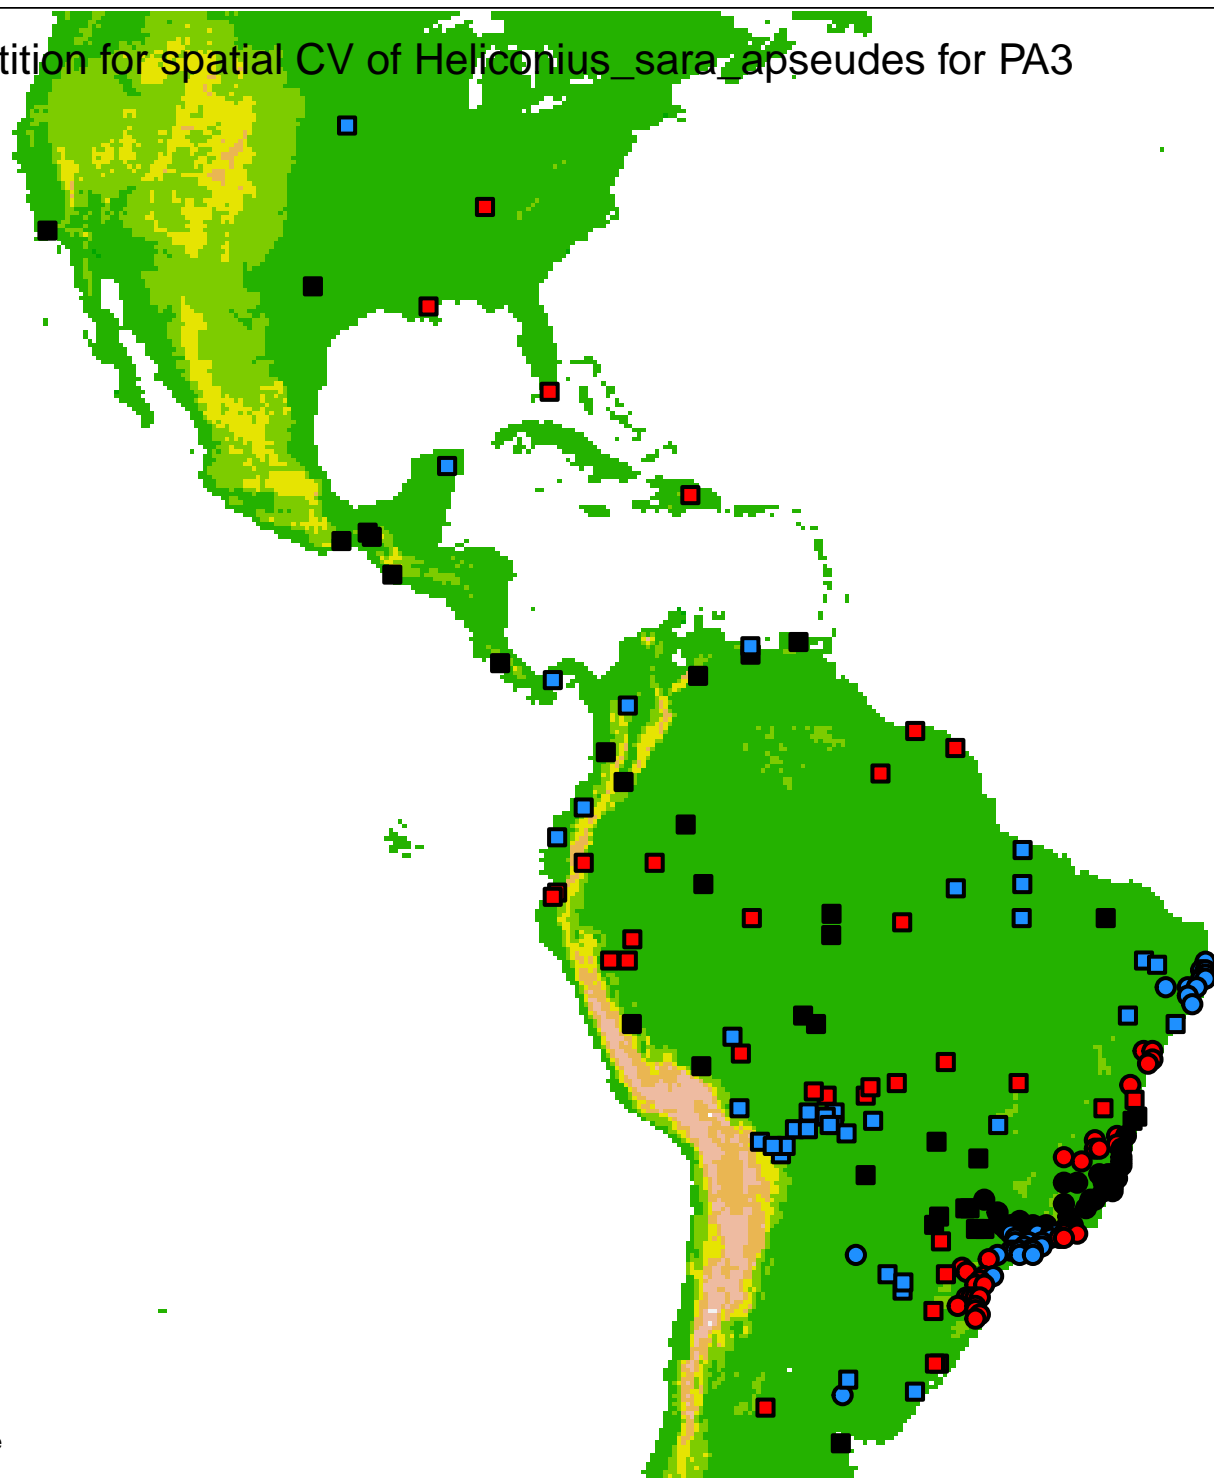 tition for spatial CV of Heliconius_sara_apseudes for PA3